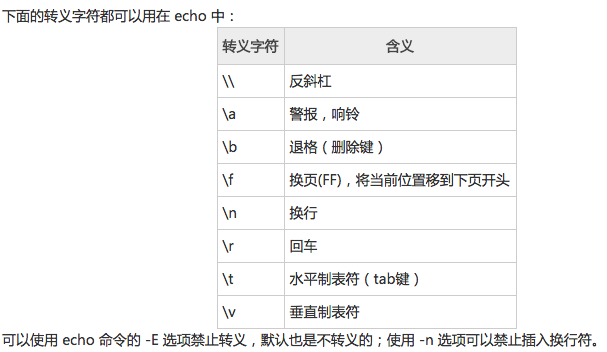 下面的转义字符都可以用在 echo 中：
转义字符 含义
\\ 反斜杠
\a 警报，响铃
\b 退格（删除键）
\f 换页(FF)，将当前位置移到下页开头
\n 换行
\r 回车
\t 水平制表符（tab键）
\v 垂直制表符
可以使用 echo 命令的 -E 选项禁止转义，默认也是不转义的；使用 -n 选项可以禁止插入换行符。